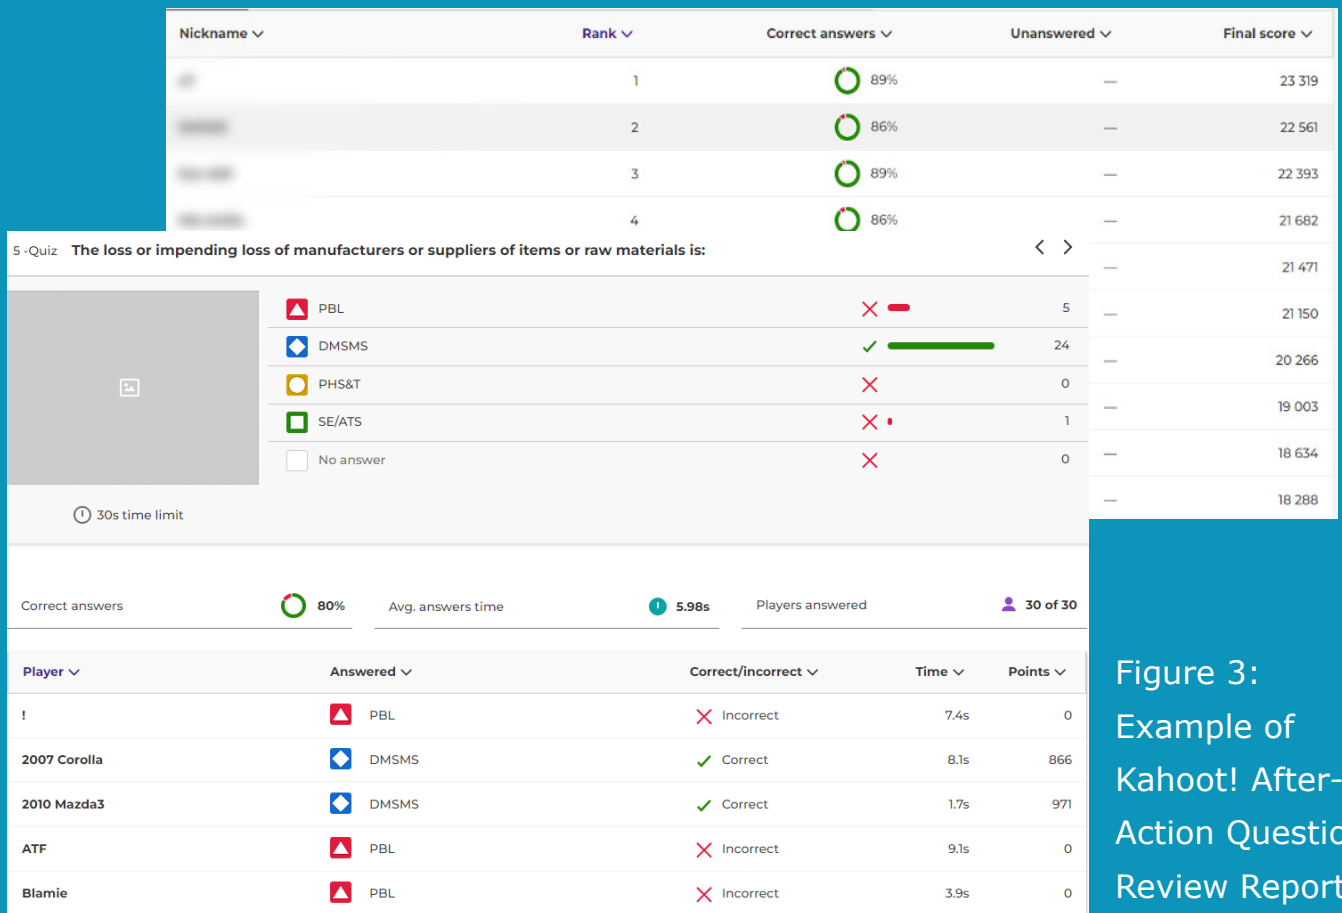 Nickname Rank Correct answers Unanswered Final score
1 89% — 23 319
2 86% — 22 561
3 89% — 22 393
4 86% — 21 682
— 21 471
— 21 150
— 20 266
— 19 003
— 18 634
— 18 288
5 -Quiz The loss or impending loss of manufacturers or suppliers of items or raw materials is:
PBL 5
DMSMS 24
PHS&T 0
SE/ATS 1
No answer 0
30s time limit
Correct answers 80% Avg. answers time 5.98s Players answered 30 of 30
Player Answered Correct/incorrect Time Points
! PBL Incorrect 7.4s 0
2007 Corolla DMSMS Correct 8.1s 866
2010 Mazda3 DMSMS Correct 1.7s 971
ATF PBL Incorrect 9.1s 0
Blamie PBL Incorrect 3.9s 0
Figure 3:
Example of
Kahoot! After-
Action Questio
Review Report